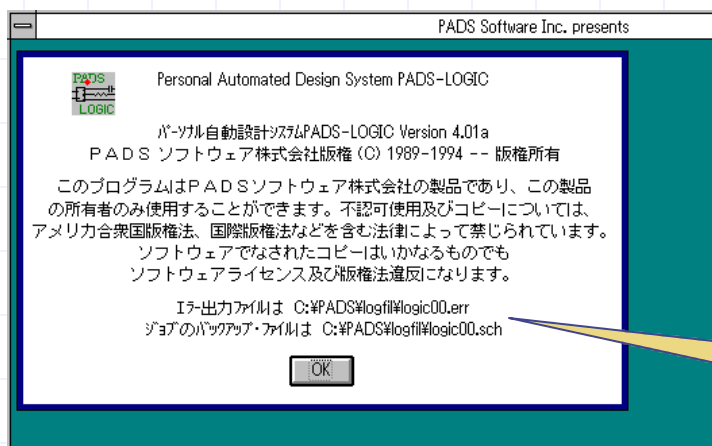 PADS Software Inc. presents
PADS
LOGIC
Personal Automated Design System PADS-LOGIC
ﾊﾟｰｿﾅﾙ自動設計ｼｽﾃﾑPADS-LOGIC Version 4.01a
ＰＡＤＳ ソフトウェア株式会社版権 (C) 1989-1994 -- 版権所有
このプログラムはＰＡＤＳソフトウェア株式会社の製品であり、この製品
の所有者のみ使用することができます。不認可使用及びコピーについては、
アメリカ合衆国版権法、国際版権法などを含む法律によって禁じられています。
ソフトウェアでなされたコピーはいかなるものでも
ソフトウェアライセンス及び版権法違反になります。
ｴﾗｰ出力ﾌｧｲﾙは C:¥PADS¥logfil¥logic00.err
ｼﾞｮﾌﾞのﾊﾞｯｸｱｯﾌﾟ･ﾌｧｲﾙは C:¥PADS¥logfil¥logic00.sch
OK